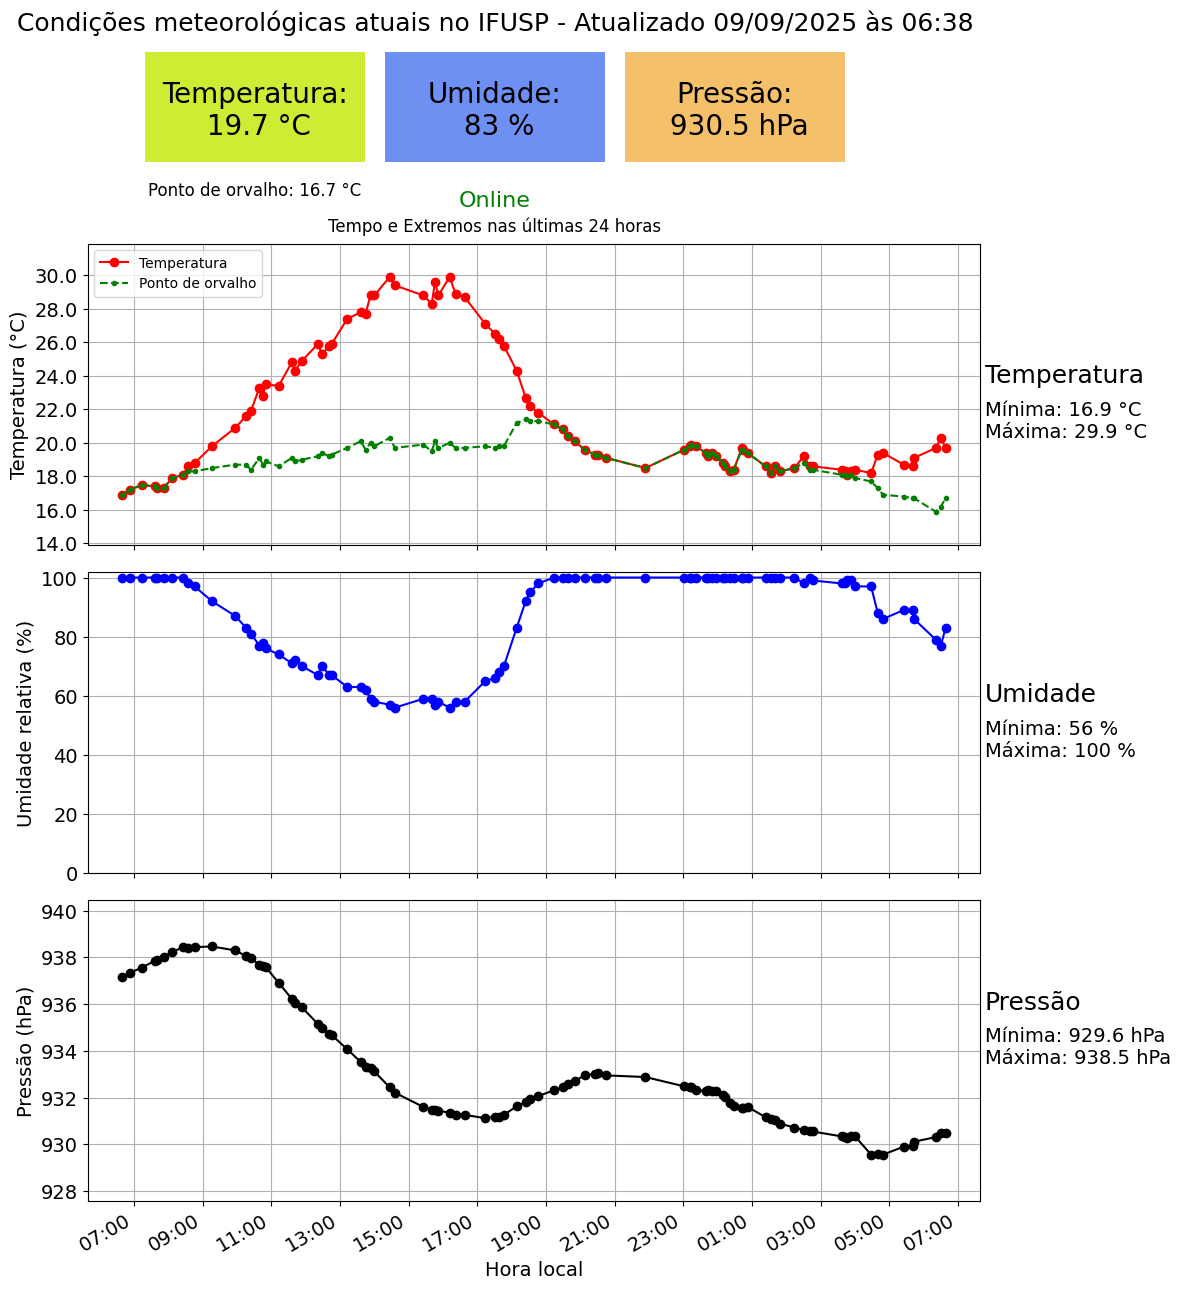 Condições meteorológicas atuais no IFUSP - Atualizado 09/09/2025 às 06:38
Temperatura:
19.7 °C
Umidade:
83 %
Pressão:
930.5 hPa
Ponto de orvalho: 16.7 °C
Online
Tempo e Extremos nas últimas 24 horas
Temperatura
Ponto de orvalho
Temperatura (°C)
30.0
28.0
26.0
24.0
22.0
20.0
18.0
16.0
14.0
Temperatura
Mínima: 16.9 °C
Máxima: 29.9 °C
Umidade relativa (%)
100
80
60
40
20
0
Umidade
Mínima: 56 %
Máxima: 100 %
Pressão (hPa)
940
938
936
934
932
930
928
Pressão
Mínima: 929.6 hPa
Máxima: 938.5 hPa
07:00 09:00 11:00 13:00 15:00 17:00 19:00 21:00 23:00 01:00 03:00 05:00 07:00
Hora local